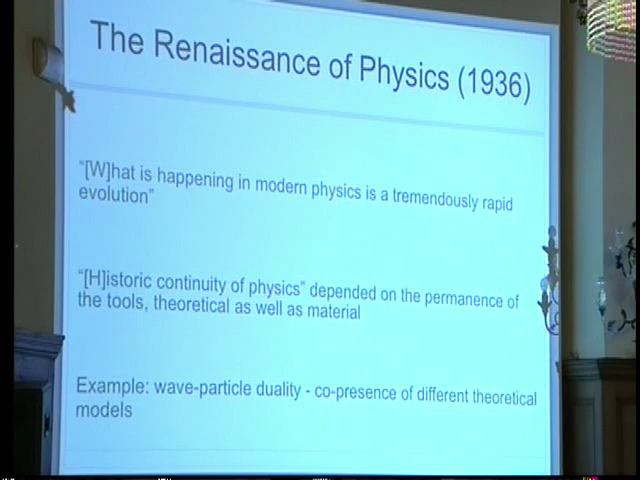 The Renaissance of Physics (1936)
"[W]hat is happening in modern physics is a tremendously rapid
evolution"
"[H]istoric continuity of physics" depended on the permanence of
the tools, theoretical as well as material
Example: wave-particle duality - co-presence of different theoretical
models